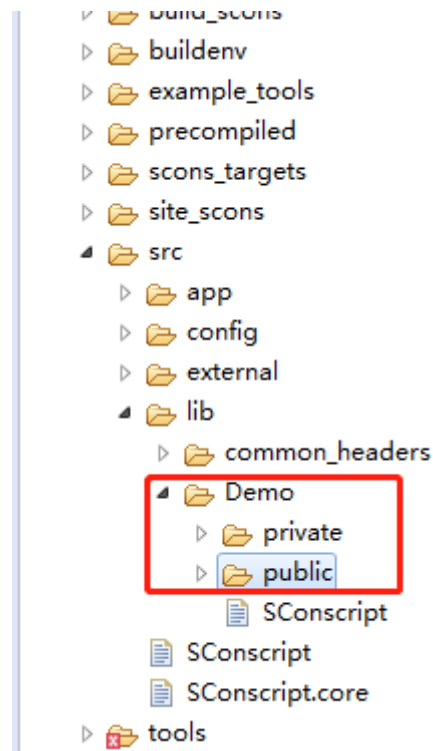 build_scons
buildenv
example_tools
precompiled
scons_targets
site_scons
src
app
config
external
lib
common_headers
Demo
private
public
SConscript
SConscript
SConscript.core
tools